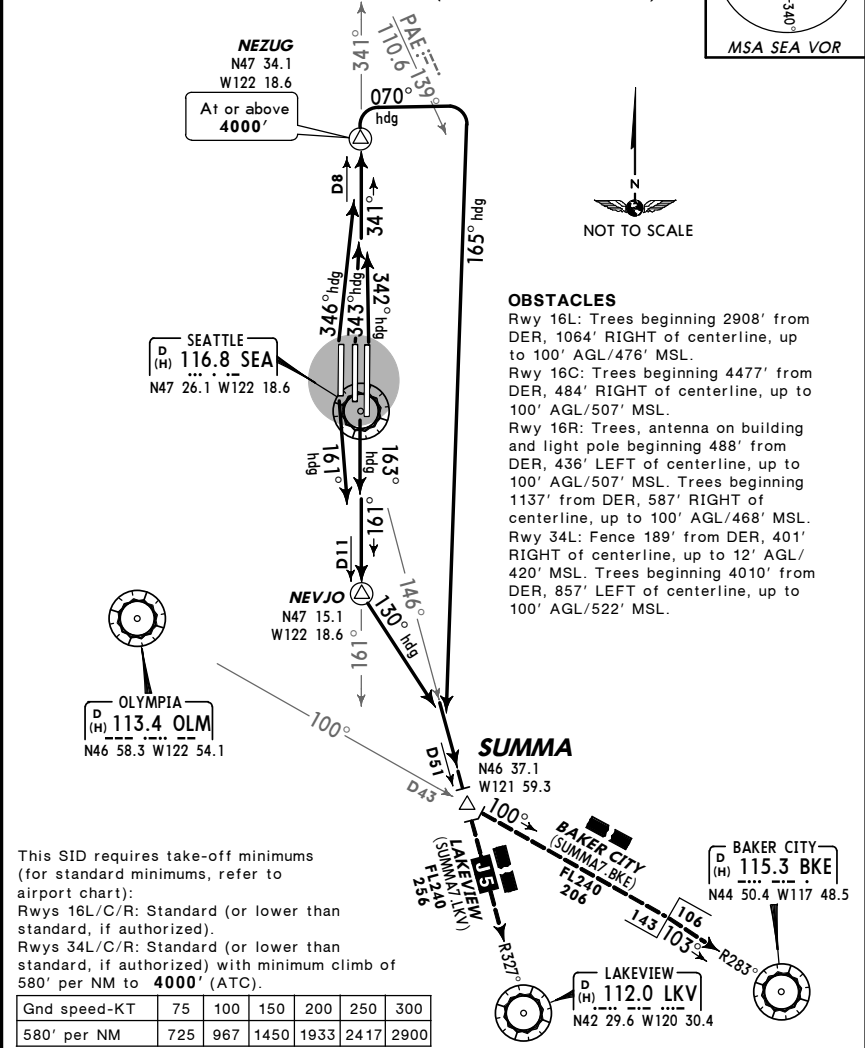 -340°
MSA SEA VOR
NEZUG
N47 34.1
W122 18.6
At or above
4000'
341°
PAE
110.6
139°
070°
hdg
D8
341°
165° hdg
346° hdg
343° hdg
342° hdg
N
NOT TO SCALE
SEATTLE
D
(H) 116.8 SEA
N47 26.1 W122 18.6
161°
hdg
163°
hdg
161°
D11
NEVJO
N47 15.1
W122 18.6
161°
130° hdg
146°
OBSTACLES
Rwy 16L: Trees beginning 2908' from
DER, 1064' RIGHT of centerline, up
to 100' AGL/476' MSL.
Rwy 16C: Trees beginning 4477' from
DER, 484' RIGHT of centerline, up to
100' AGL/507' MSL.
Rwy 16R: Trees, antenna on building
and light pole beginning 488' from
DER, 436' LEFT of centerline, up to
100' AGL/507' MSL. Trees beginning
1137' from DER, 587' RIGHT of
centerline, up to 100' AGL/468' MSL.
Rwy 34L: Fence 189' from DER, 401'
RIGHT of centerline, up to 12' AGL/
420' MSL. Trees beginning 4010' from
DER, 857' LEFT of centerline, up to
100' AGL/522' MSL.
OLYMPIA
D
(H) 113.4 OLM
N46 58.3 W122 54.1
100°
D43
D51
SUMMA
N46 37.1
W121 59.3
100°
BAKER CITY
(SUMMA7.BKE)
FL240
206
J5
LAKEVIEW
(SUMMA7.LKV)
FL240
256
R327°
143
106
103°
R283°
BAKER CITY
D
(H) 115.3 BKE
N44 50.4 W117 48.5
LAKEVIEW
D
(H) 112.0 LKV
N42 29.6 W120 30.4
This SID requires take-off minimums
(for standard minimums, refer to
airport chart):
Rwys 16L/C/R: Standard (or lower than
standard, if authorized).
Rwys 34L/C/R: Standard (or lower than
standard, if authorized) with minimum climb of
580' per NM to 4000' (ATC).
Gnd speed-KT 75 100 150 200 250 300
580' per NM 725 967 1450 1933 2417 2900